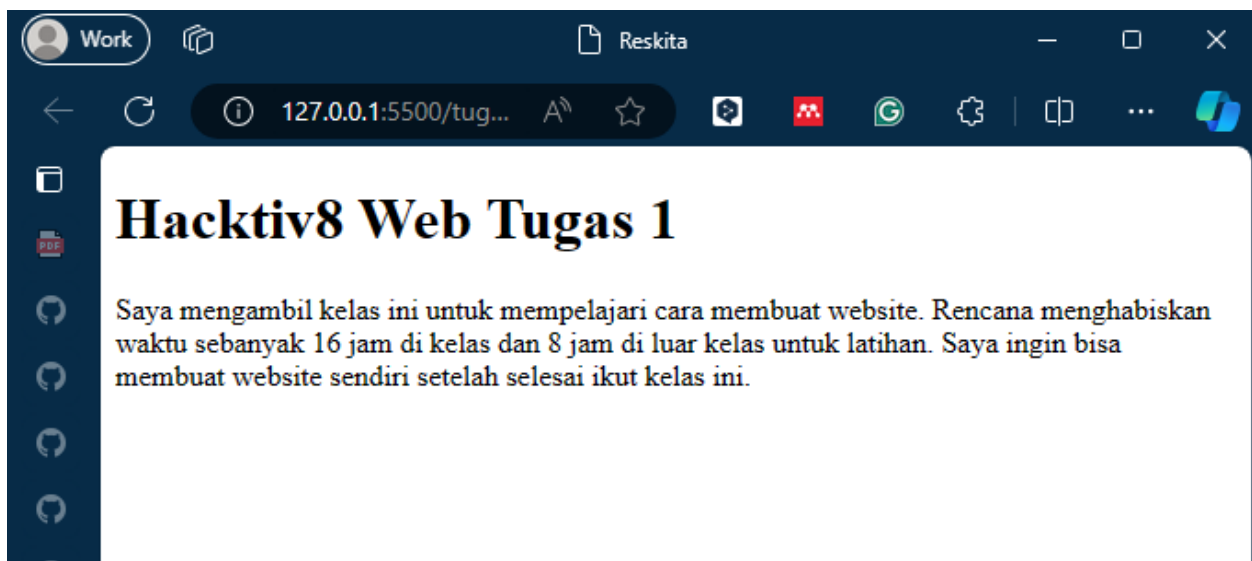 Work
Reskita
127.0.0.1:5500/tug...
PDF
Hacktiv8 Web Tugas 1
Saya mengambil kelas ini untuk mempelajari cara membuat website. Rencana menghabiskan
waktu sebanyak 16 jam di kelas dan 8 jam di luar kelas untuk latihan. Saya ingin bisa
membuat website sendiri setelah selesai ikut kelas ini.